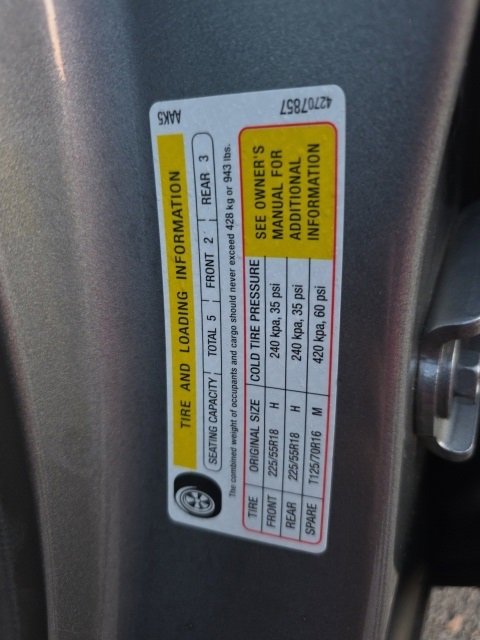 AAK5
42707857
TIRE AND LOADING INFORMATION
SEATING CAPACITY TOTAL 5 FRONT 2 REAR 3
The combined weight of occupants and cargo should never exceed 428 kg or 943 lbs.
TIRE ORIGINAL SIZE COLD TIRE PRESSURE
FRONT 225/55R18 H 240 kpa, 35 psi
REAR 225/55R18 H 240 kpa, 35 psi
SPARE T125/70R16 M 420 kpa, 60 psi
SEE OWNER'S
MANUAL FOR
ADDITIONAL
INFORMATION